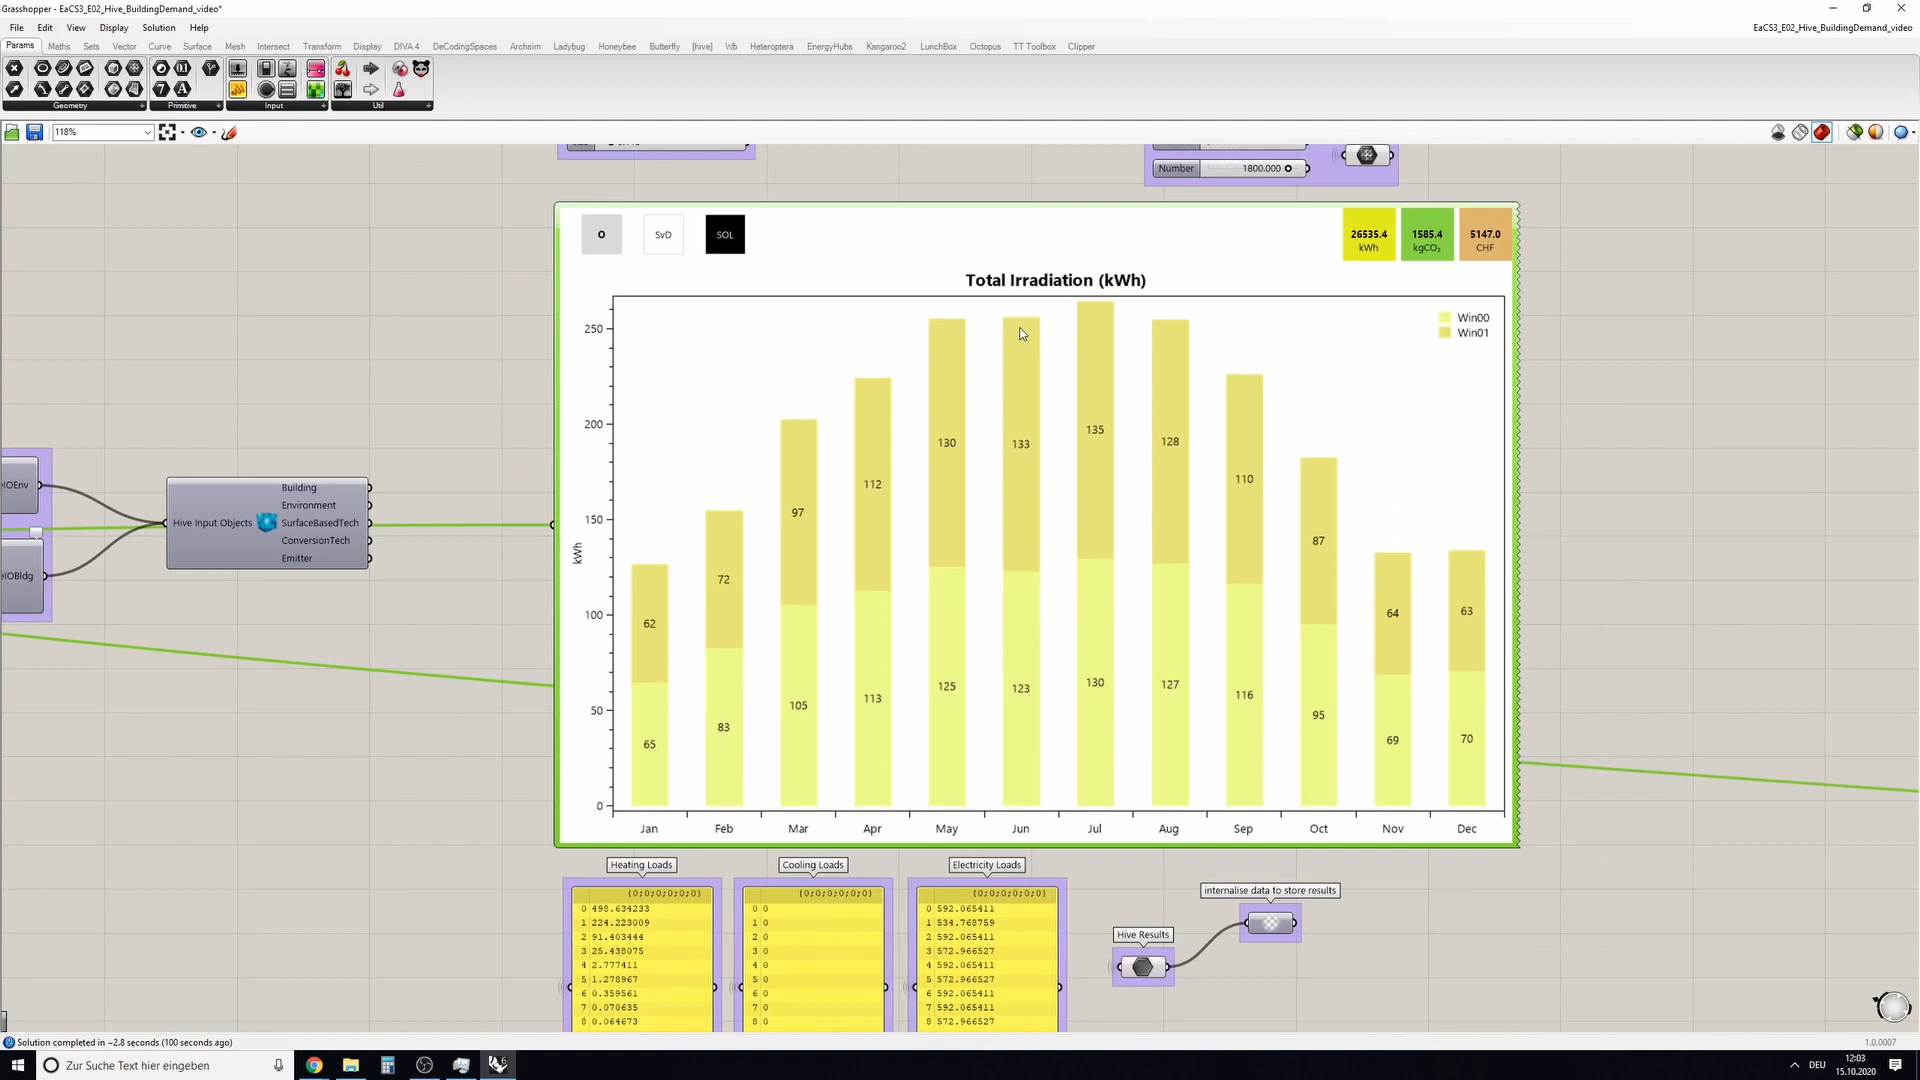 Grasshopper - EaCS3_E02_Hive_BuildingDemand_video*
File Edit View Display Solution Help
EaCS3_E02_Hive_BuildingDemand_video
Params Maths Sets Vector Curve Surface Mesh Intersect Transform Display DIVA 4 DeCodingSpaces Archsim Ladybug Honeybee Butterfly [hive] Wb Heteroptera EnergyHubs Kangaroo2 LunchBox Octopus TT Toolbox Clipper
Geometry
Primitive
Input
Util
118%
Number 1800.000
O
SvD
SOL
26535.4
kWh
1585.4
kgCO₂
5147.0
CHF
Total Irradiation (kWh)
Win00
Win01
kWh
250
200
150
100
50
0
62 72 97 112 130 133 135 128 110 87 64 63
65 83 105 113 125 123 130 127 116 95 69 70
Jan Feb Mar Apr May Jun Jul Aug Sep Oct Nov Dec
eIOEnv
eIOBldg
Hive Input Objects
Building
Environment
SurfaceBasedTech
ConversionTech
Emitter
Heating Loads
{0;0;0;0;0;0}
0 498.634233
1 224.223009
2 91.403444
3 25.438075
4 2.777411
5 1.278967
6 0.359561
7 0.070635
8 0.064673
Cooling Loads
{0;0;0;0;0;0}
0 0
1 0
2 0
3 0
4 0
5 0
6 0
7 0
8 0
Electricity Loads
{0;0;0;0;0;0}
0 592.065411
1 534.768759
2 592.065411
3 572.966527
4 592.065411
5 572.966527
6 592.065411
7 592.065411
8 572.966527
Hive Results
internalise data to store results
Solution completed in ~2.8 seconds (100 seconds ago)
1.0.0007
Zur Suche Text hier eingeben
DEU
12:03
15.10.2020